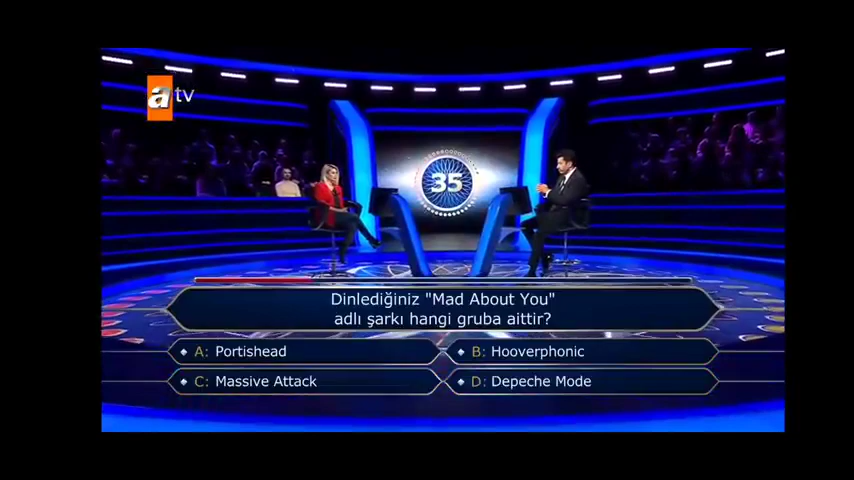 atv
35
Dinlediğiniz "Mad About You"
adlı şarkı hangi gruba aittir?
A: Portishead
B: Hooverphonic
C: Massive Attack
D: Depeche Mode